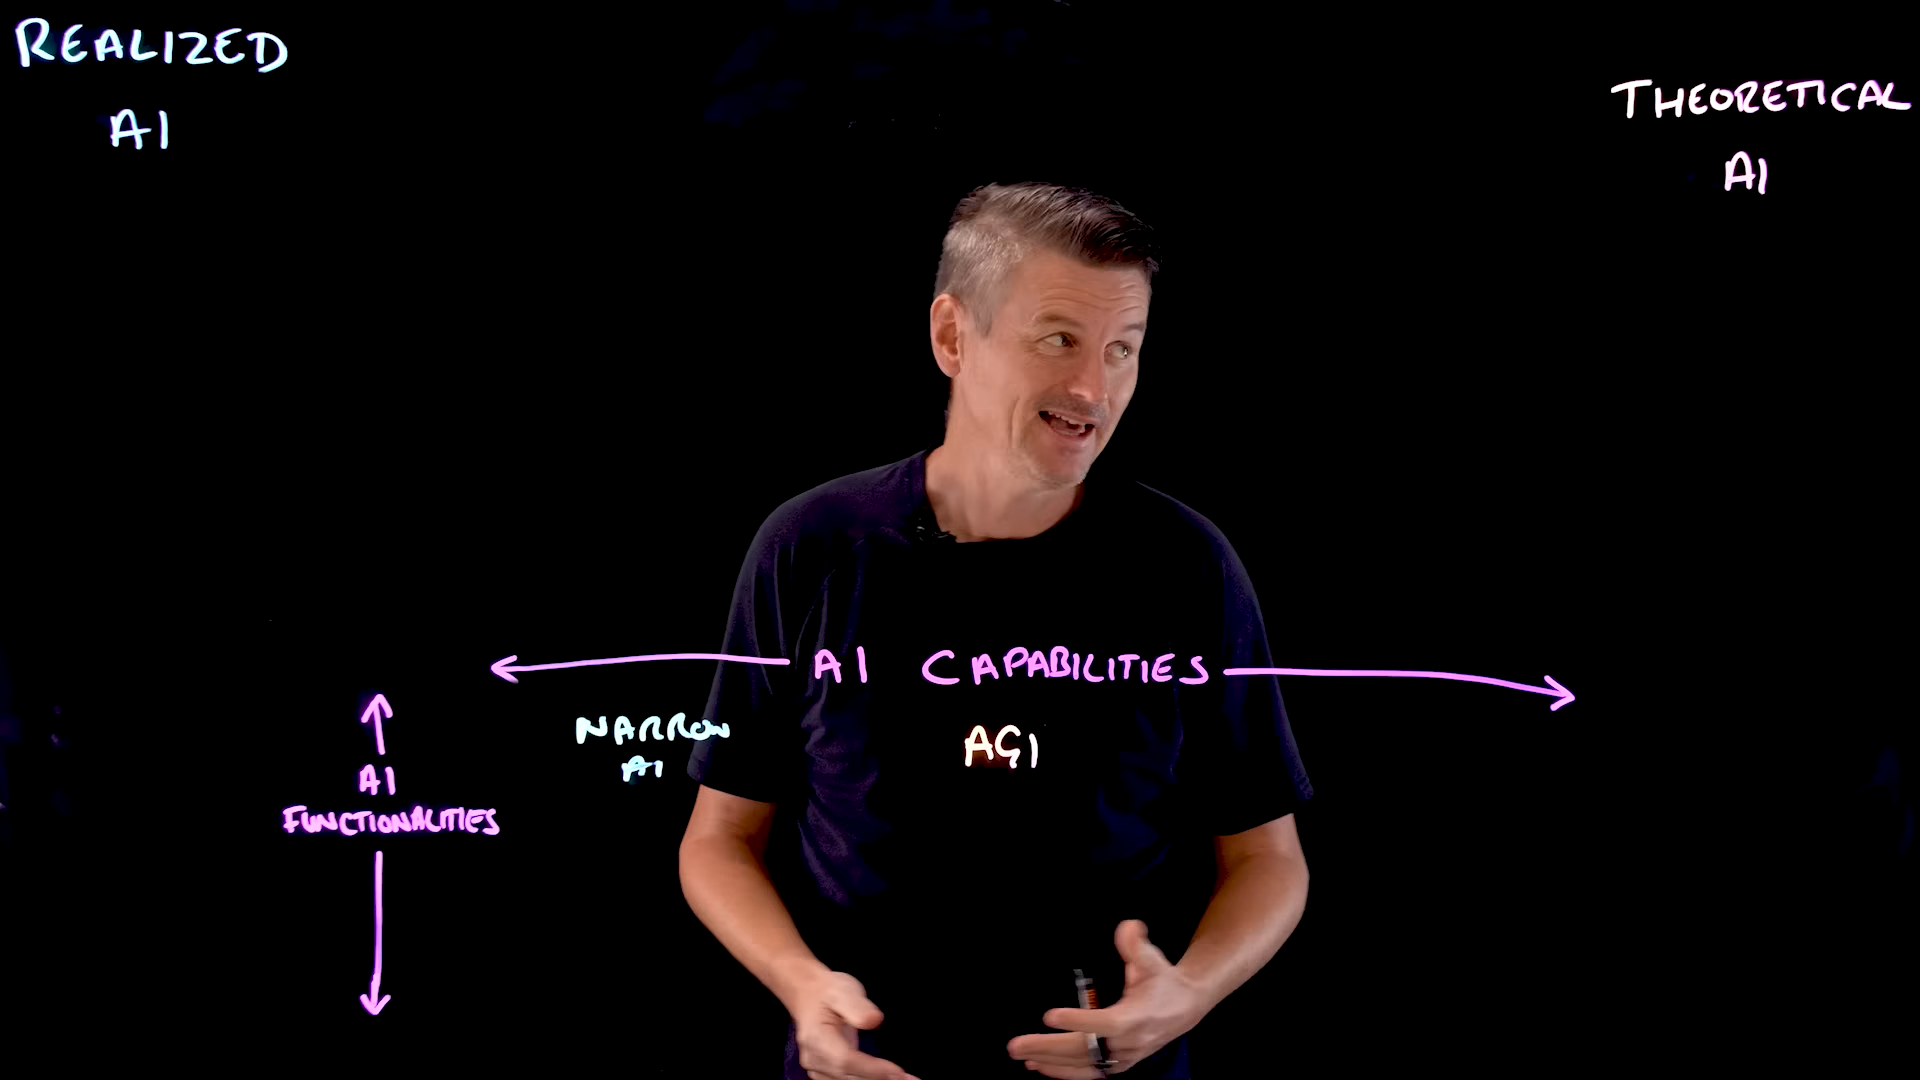 REALIZED
AI
THEORETICAL
AI
AI CAPABILITIES
NARROW
AI
AGI
AI
FUNCTIONALITIES